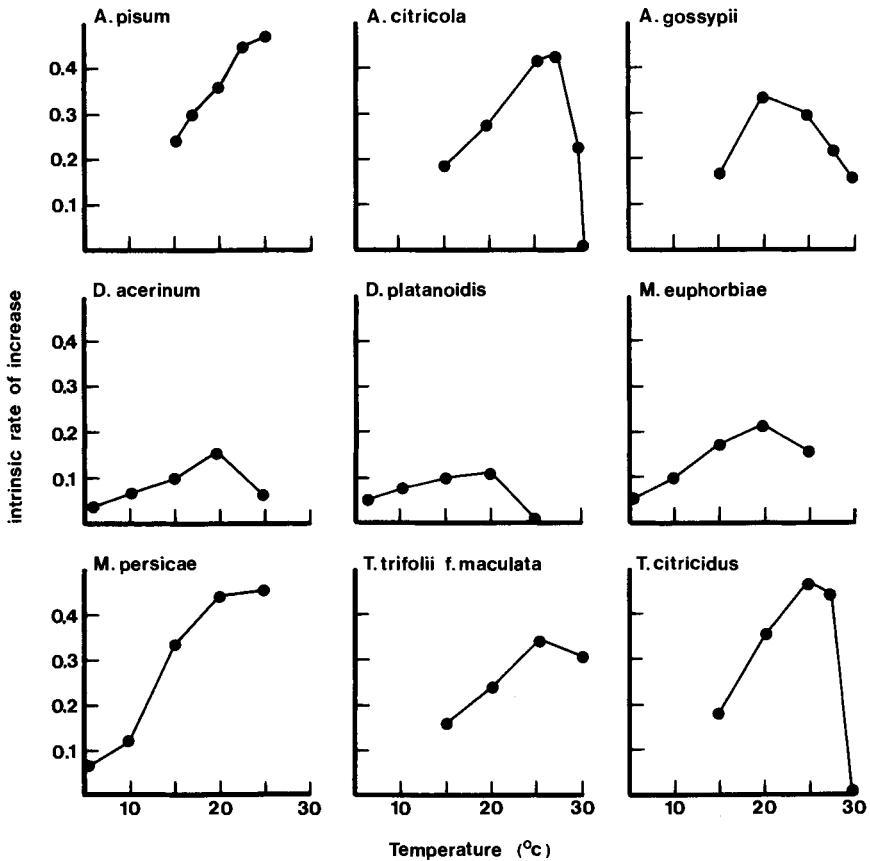 A. pisum
A. citricola
A. gossypii
0.4
0.3
0.2
0.1
D. acerinum
D. platanoidis
M. euphorbiae
0.4
0.3
0.2
0.1
M. persicae
T. trifolii f. maculata
T. citricidus
0.4
0.3
0.2
0.1
10 20 30
10 20 30
10 20 30
intrinsic rate of increase
Temperature (°c)